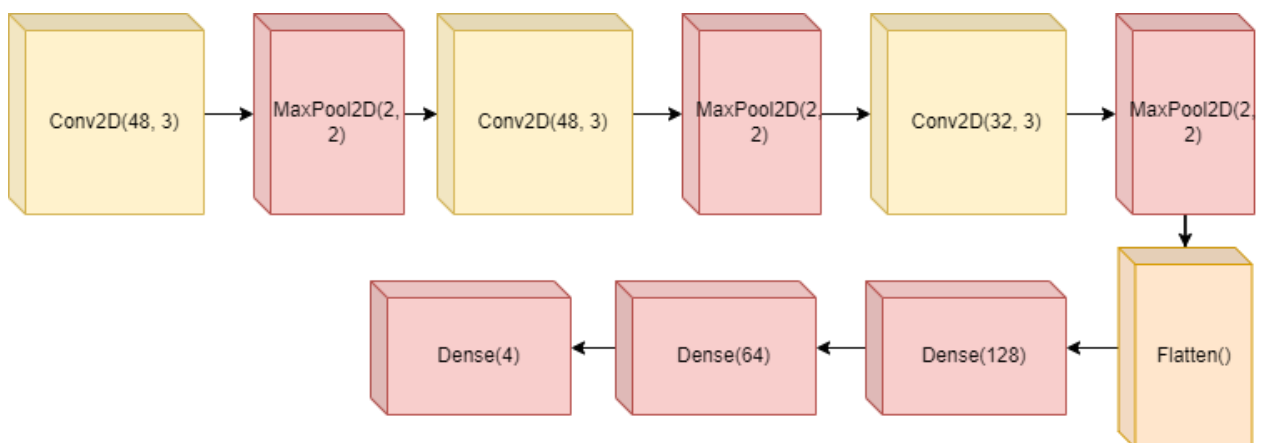 Conv2D(48, 3)
MaxPool2D(2,
2)
Conv2D(48, 3)
MaxPool2D(2,
2)
Conv2D(32, 3)
MaxPool2D(2,
2)
Flatten()
Dense(128)
Dense(64)
Dense(4)